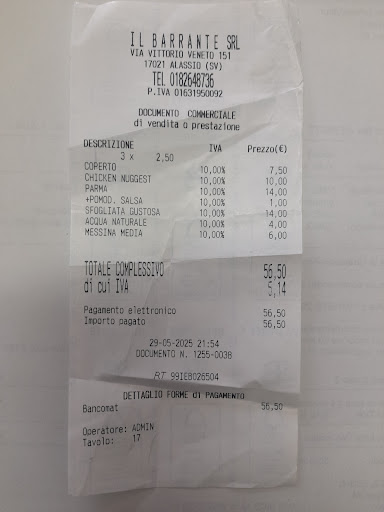 IL BARRANTE SRL
VIA VITTORIO VENETO 151
17021 ALASSIO (SV)
TEL. 0182648736
P.IVA 01631950092
DOCUMENTO COMMERCIALE
di vendita o prestazione
DESCRIZIONE IVA Prezzo(€)
3 x 2,50
COPERTO 10,00% 7,50
CHICKEN NUGGEST 10,00% 10,00
PARMA 10,00% 14,00
+POMOD. SALSA 10,00% 1,00
SFOGLIATA GUSTOSA 10,00% 14,00
ACQUA NATURALE 10,00% 4,00
MESSINA MEDIA 10,00% 6,00
TOTALE COMPLESSIVO 56,50
di cui IVA 5,14
Pagamento elettronico 56,50
Importo pagato 56,50
29-05-2025 21:54
DOCUMENTO N. 1255-0038
RT 99IEB026504
DETTAGLIO FORME di PAGAMENTO
Bancomat 56,50
Operatore: ADMIN
Tavolo: 17